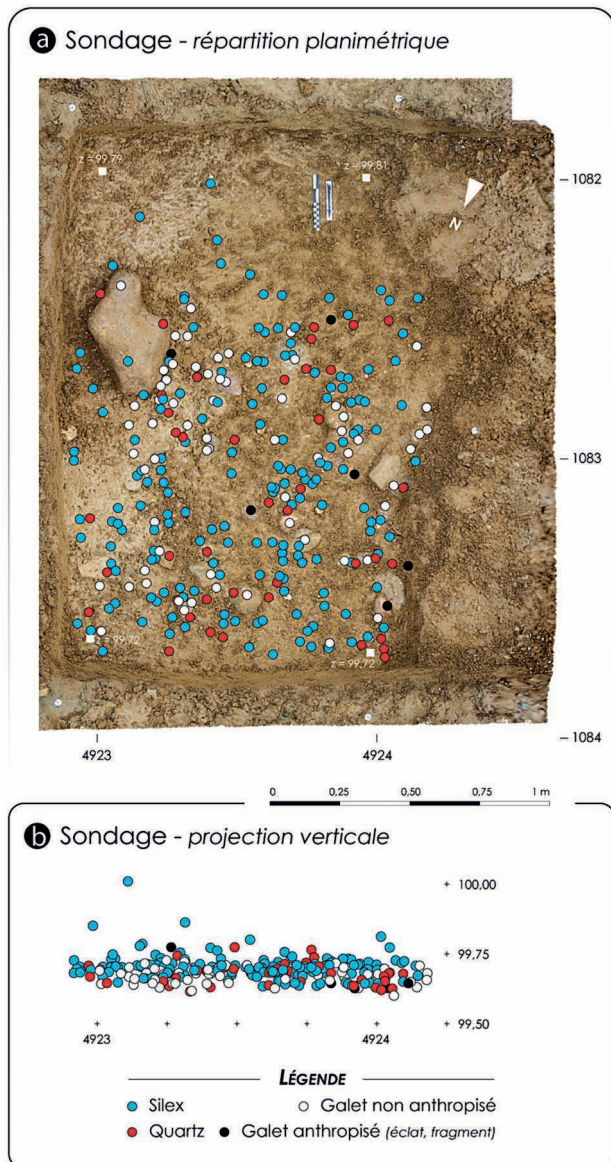 a Sondage - répartition planimétrique
z = 99.79
z = 99.81
1082
N
1083
z = 99.72
z = 99.72
1084
4923
4924
0 0,25 0,50 0,75 1 m
b Sondage - projection verticale
100,00
99,75
99,50
4923
4924
LÉGENDE
Silex
Galet non anthropisé
Quartz
Galet anthropisé (éclat, fragment)